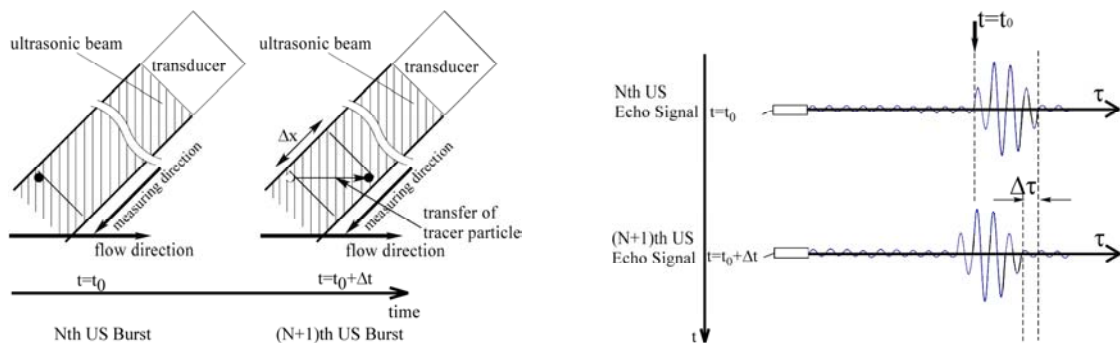 ultrasonic beam
transducer
measuring direction
flow direction
t=t0
Nth US Burst
ultrasonic beam
transducer
Δx
measuring direction
transfer of
tracer particle
flow direction
t=t0+Δt
time
(N+1)th US Burst
t=t0
Nth US
Echo Signal
t=t0
τ
Δτ
(N+1)th US
Echo Signal
t=t0+Δt
τ
t